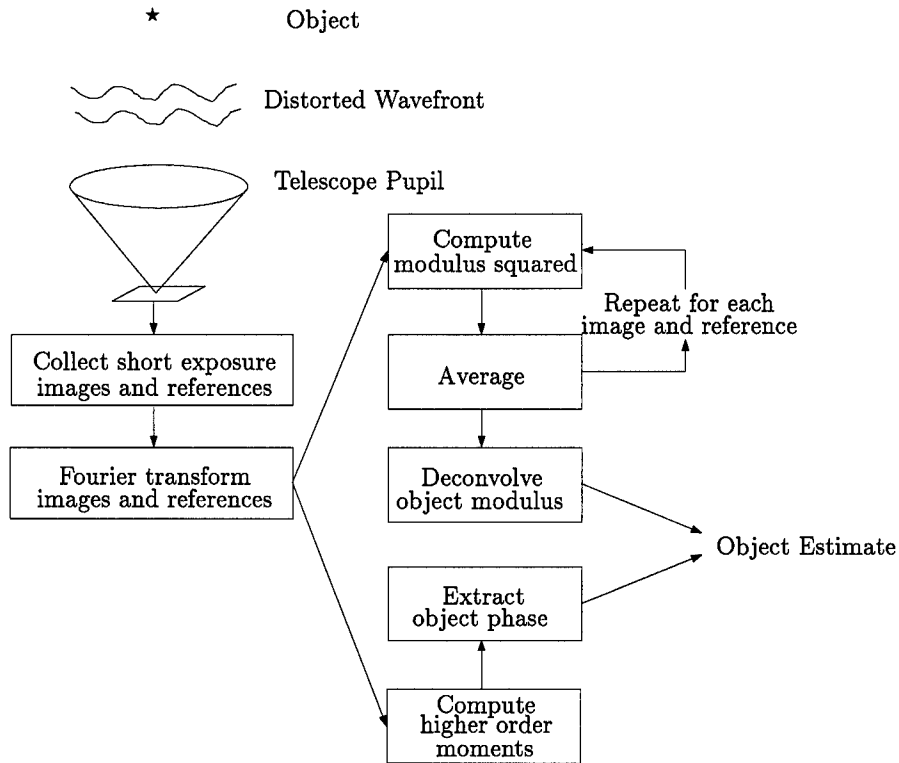 Object
Distorted Wavefront
Telescope Pupil
Collect short exposure
images and references
Fourier transform
images and references
Compute
modulus squared
Repeat for each
image and reference
Average
Deconvolve
object modulus
Object Estimate
Extract
object phase
Compute
higher order
moments